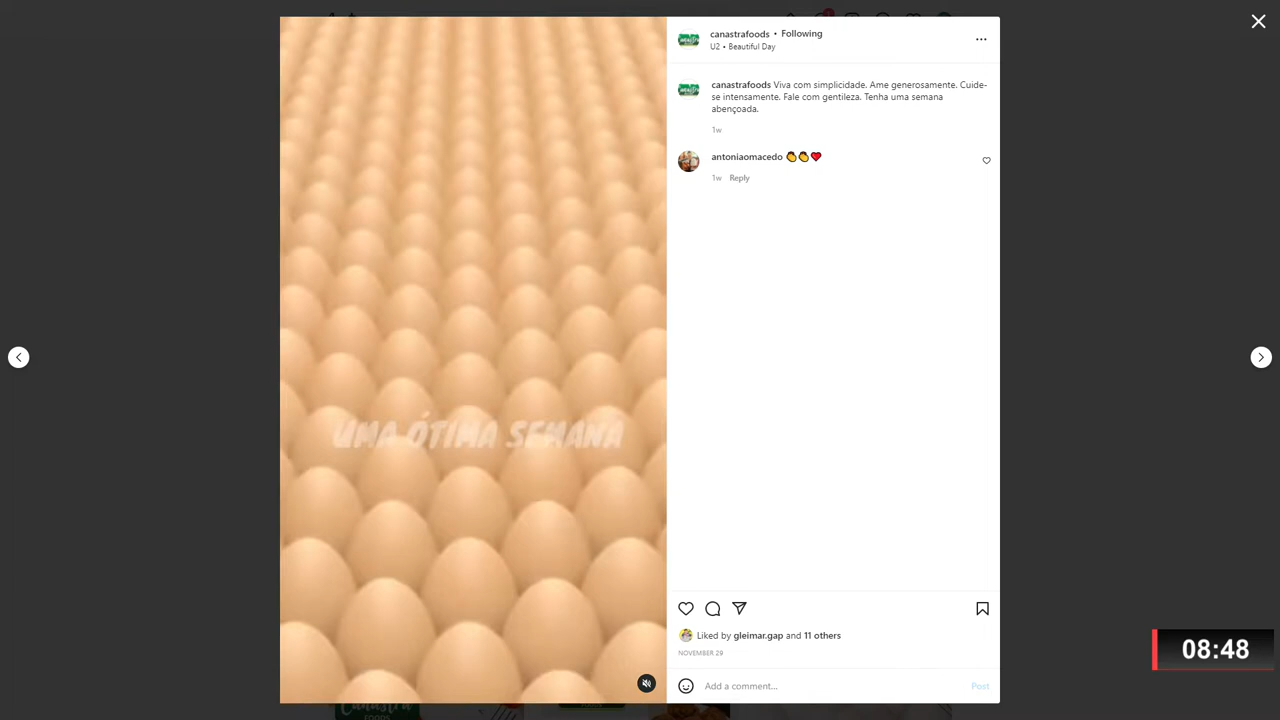 canastrafoods • Following
U2 • Beautiful Day
canastrafoods Viva com simplicidade. Ame generosamente. Cuide-
se intensamente. Fale com gentileza. Tenha uma semana
abençoada.
1w
antoniaomacedo 👏👏❤️
1w Reply
UMA ÓTIMA SEMANA
Liked by gleimar.gap and 11 others
NOVEMBER 29
Add a comment... Post
08:48
Canastra
FOODS